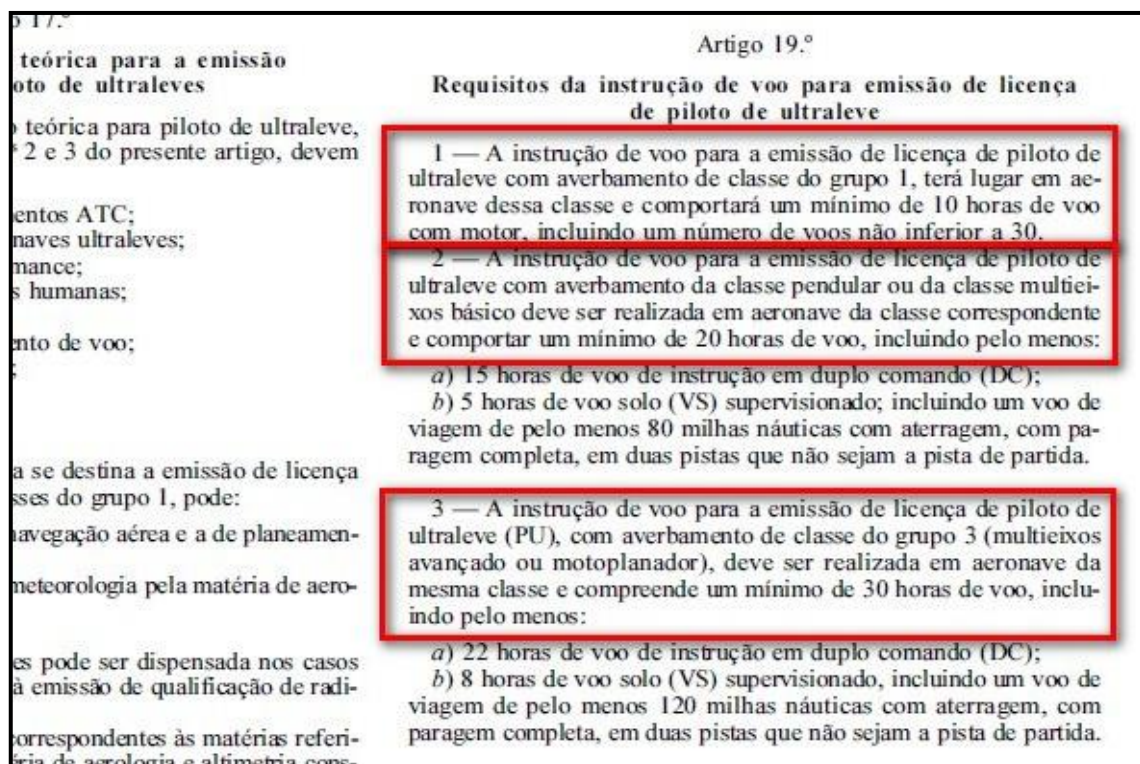 o 17.º
teórica para a emissão
oto de ultraleves
teórica para piloto de ultraleve,
2 e 3 do presente artigo, devem
entos ATC;
naves ultraleves;
mance;
s humanas;
nto de voo;
;
a se destina a emissão de licença
sses do grupo 1, pode:
navegação aérea e a de planeamen-
meteorologia pela matéria de aero-
es pode ser dispensada nos casos
à emissão de qualificação de radi-
correspondentes às matérias referi-
éria de aerologia e altimetria cons-
Artigo 19.º
Requisitos da instrução de voo para emissão de licença
de piloto de ultraleve
1 — A instrução de voo para a emissão de licença de piloto de
ultraleve com averbamento de classe do grupo 1, terá lugar em ae-
ronave dessa classe e comportará um mínimo de 10 horas de voo
com motor, incluindo um número de voos não inferior a 30.
2 — A instrução de voo para a emissão de licença de piloto de
ultraleve com averbamento da classe pendular ou da classe multiei-
xos básico deve ser realizada em aeronave da classe correspondente
e comportar um mínimo de 20 horas de voo, incluindo pelo menos:
a) 15 horas de voo de instrução em duplo comando (DC);
b) 5 horas de voo solo (VS) supervisionado; incluindo um voo de
viagem de pelo menos 80 milhas náuticas com aterragem, com pa-
ragem completa, em duas pistas que não sejam a pista de partida.
3 — A instrução de voo para a emissão de licença de piloto de
ultraleve (PU), com averbamento de classe do grupo 3 (multieixos
avançado ou motoplanador), deve ser realizada em aeronave da
mesma classe e compreende um mínimo de 30 horas de voo, inclu-
indo pelo menos:
a) 22 horas de voo de instrução em duplo comando (DC);
b) 8 horas de voo solo (VS) supervisionado, incluindo um voo de
viagem de pelo menos 120 milhas náuticas com aterragem, com
paragem completa, em duas pistas que não sejam a pista de partida.